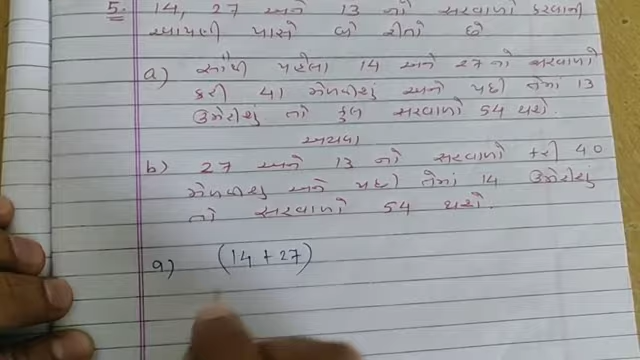 5. 14, 27 અને 13 નો સરવાળો કરવાની
આપણી પાસે બે રીતો છે
a) સૌથી પહેલા 14 અને 27 નો સરવાળો
કરી 41 મેળવીશું અને પછી તેમાં 13
ઉમેરીશું તો કુલ સરવાળો 54 થશે.
અથવા
b) 27 અને 13 નો સરવાળો કરી 40
મેળવીશું અને પછી તેમાં 14 ઉમેરીશું
તો સરવાળો 54 થશે.
a) (14 + 27)